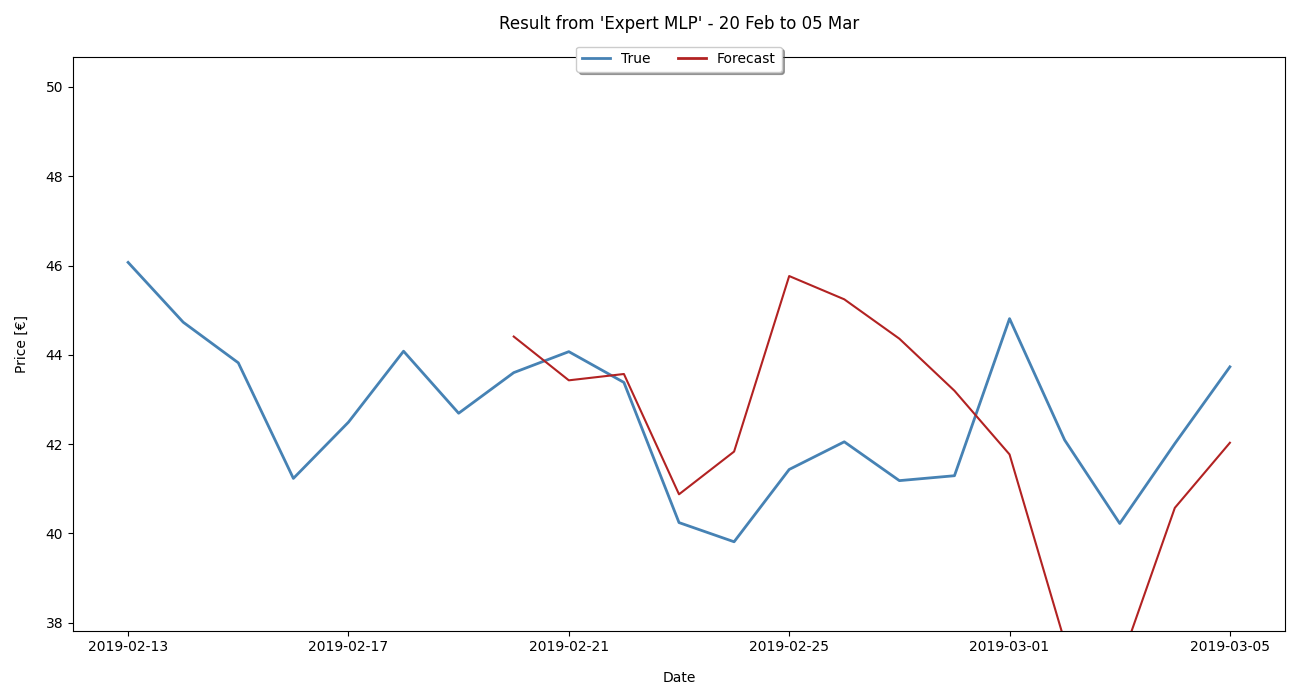 Result from 'Expert MLP' - 20 Feb to 05 Mar
True Forecast
50
48
46
44
42
40
38
Price [€]
2019-02-13 2019-02-17 2019-02-21 2019-02-25 2019-03-01 2019-03-05
Date